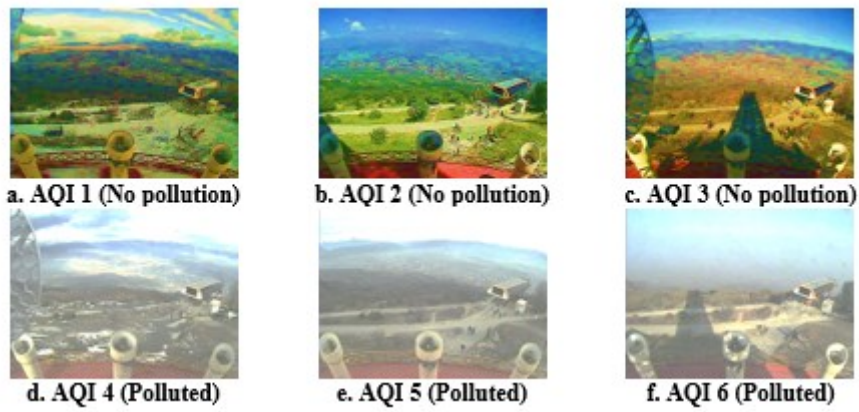 a. AQI 1 (No pollution)
b. AQI 2 (No pollution)
c. AQI 3 (No pollution)
d. AQI 4 (Polluted)
e. AQI 5 (Polluted)
f. AQI 6 (Polluted)